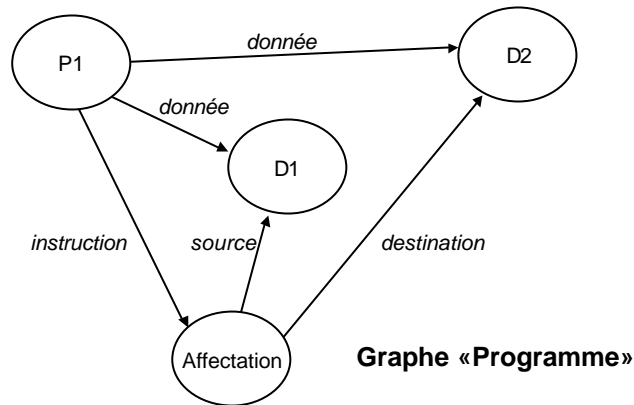 donnée
P1
D2
donnée
D1
instruction
source
destination
Affectation
Graphe «Programme»